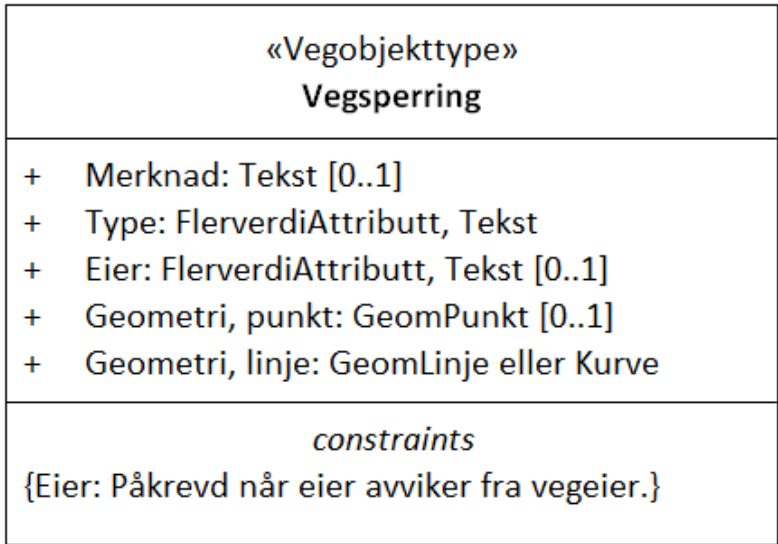 «Vegobjekttype»
Vegsperring
+ Merknad: Tekst [0..1]
+ Type: FlerverdiAttributt, Tekst
+ Eier: FlerverdiAttributt, Tekst [0..1]
+ Geometri, punkt: GeomPunkt [0..1]
+ Geometri, linje: GeomLinje eller Kurve
constraints
{Eier: Påkrevd når eier avviker fra vegeier.}